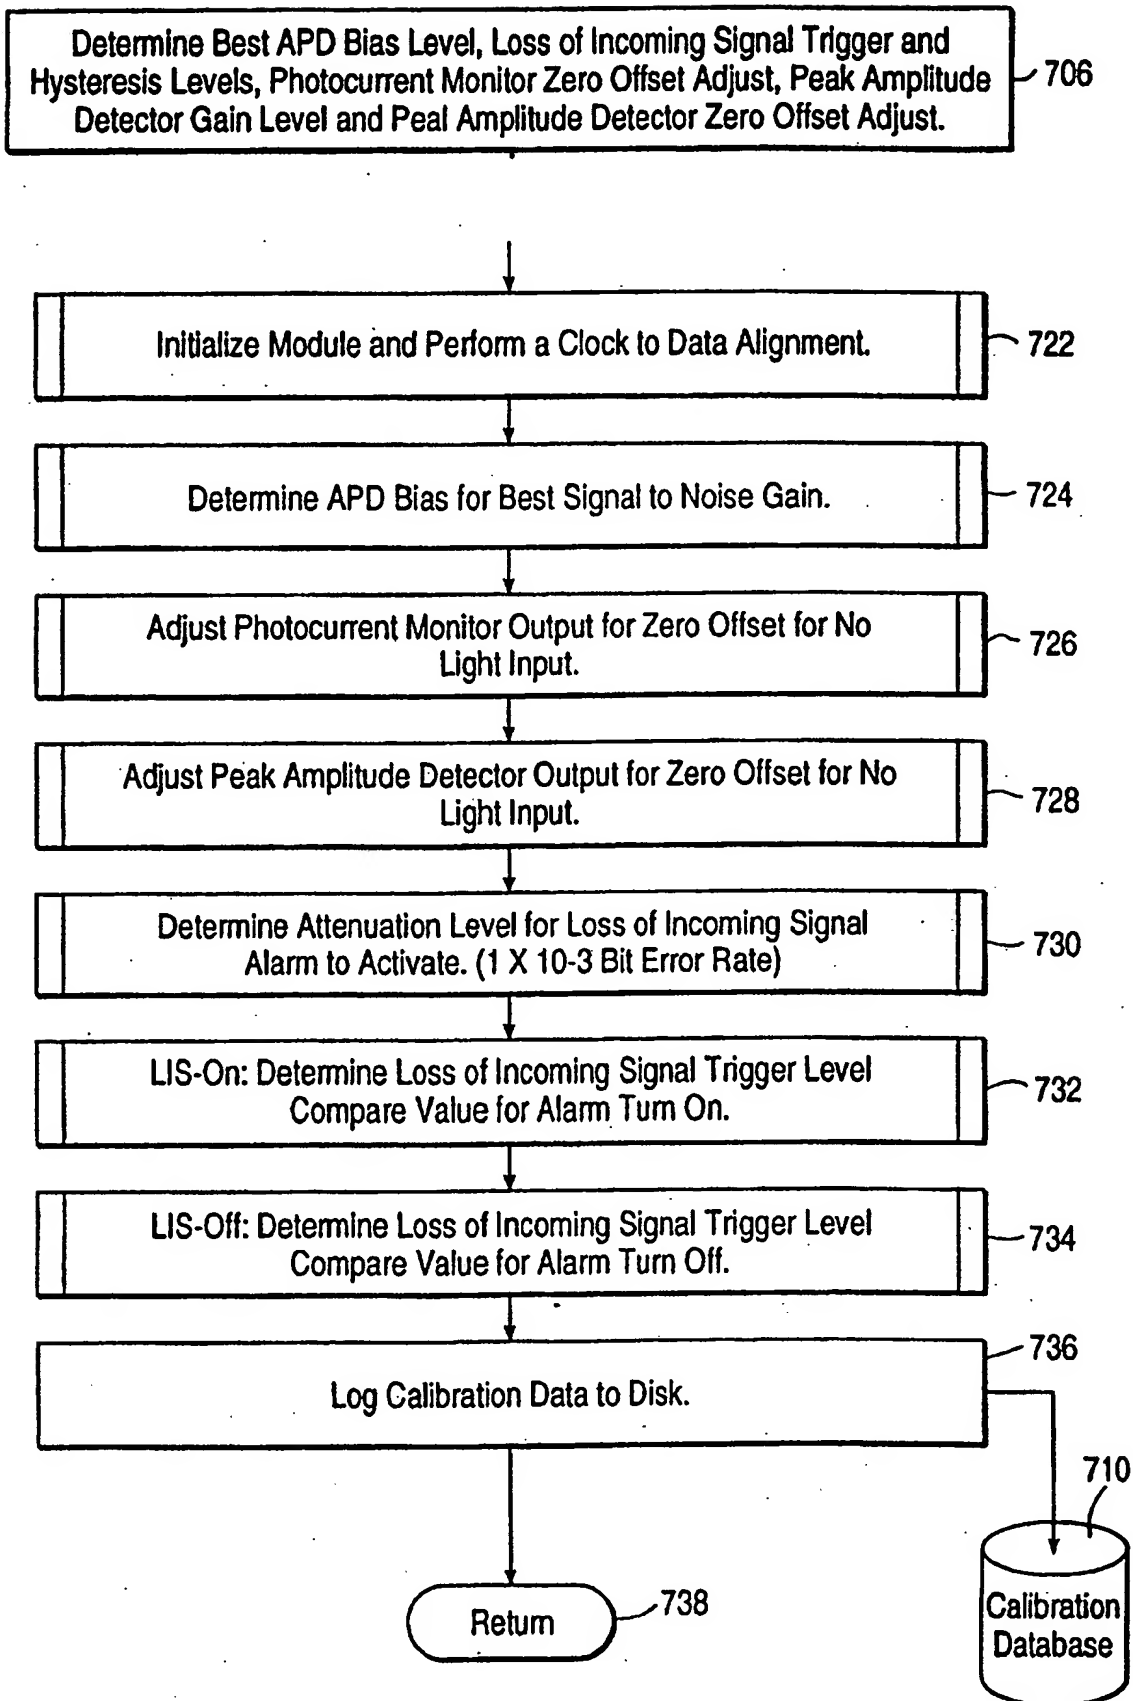 Determine Best APD Bias Level, Loss of Incoming Signal Trigger and
Hysteresis Levels, Photocurrent Monitor Zero Offset Adjust, Peak Amplitude
Detector Gain Level and Peal Amplitude Detector Zero Offset Adjust.
706
Initialize Module and Perform a Clock to Data Alignment.
722
Determine APD Bias for Best Signal to Noise Gain.
724
Adjust Photocurrent Monitor Output for Zero Offset for No
Light Input.
726
Adjust Peak Amplitude Detector Output for Zero Offset for No
Light Input.
728
Determine Attenuation Level for Loss of Incoming Signal
Alarm to Activate. (1 X 10-3 Bit Error Rate)
730
LIS-On: Determine Loss of Incoming Signal Trigger Level
Compare Value for Alarm Turn On.
732
LIS-Off: Determine Loss of Incoming Signal Trigger Level
Compare Value for Alarm Turn Off.
734
736
Log Calibration Data to Disk.
710
Calibration
Database
Return
738